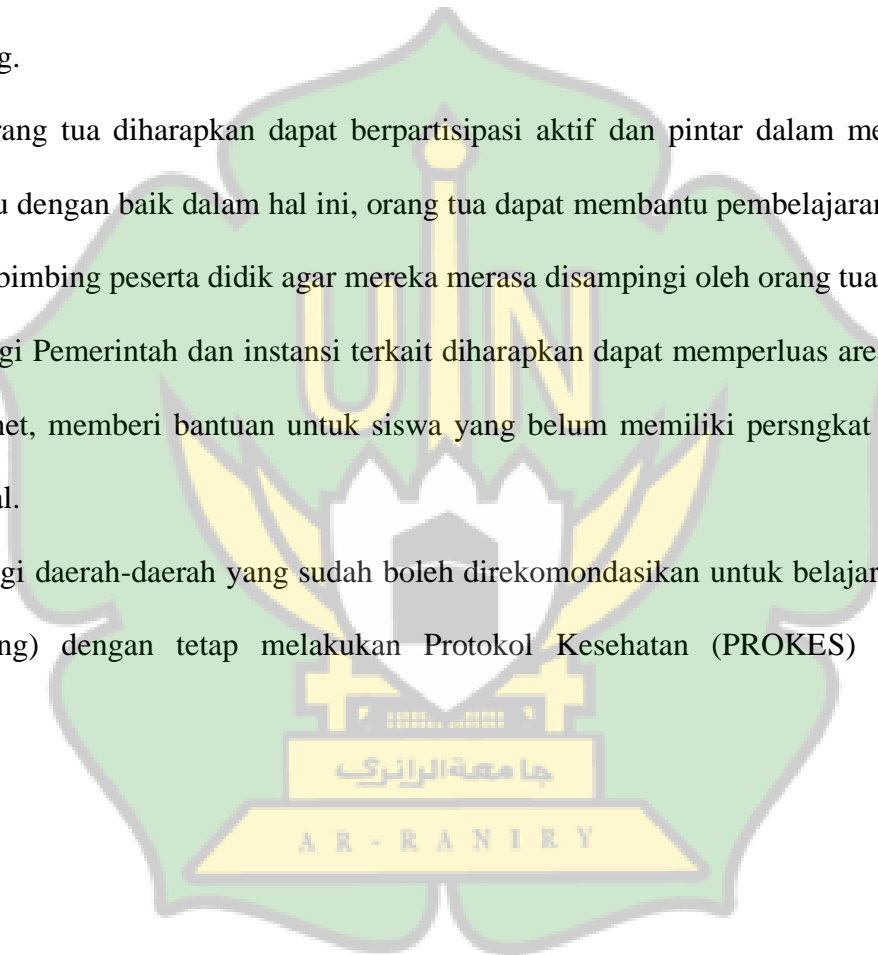 g.
rang tua diharapkan dapat berpartisipasi aktif dan pintar dalam me
u dengan baik dalam hal ini, orang tua dapat membantu pembelajaran
bimbing peserta didik agar mereka merasa disampingi oleh orang tua
gi Pemerintah dan instansi terkait diharapkan dapat memperluas are
net, memberi bantuan untuk siswa yang belum memiliki persngkat
al.
gi daerah-daerah yang sudah boleh direkomondasikan untuk belajar
ng) dengan tetap melakukan Protokol Kesehatan (PROKES)
UIN
جامعة الرانري
AR-RANIRY